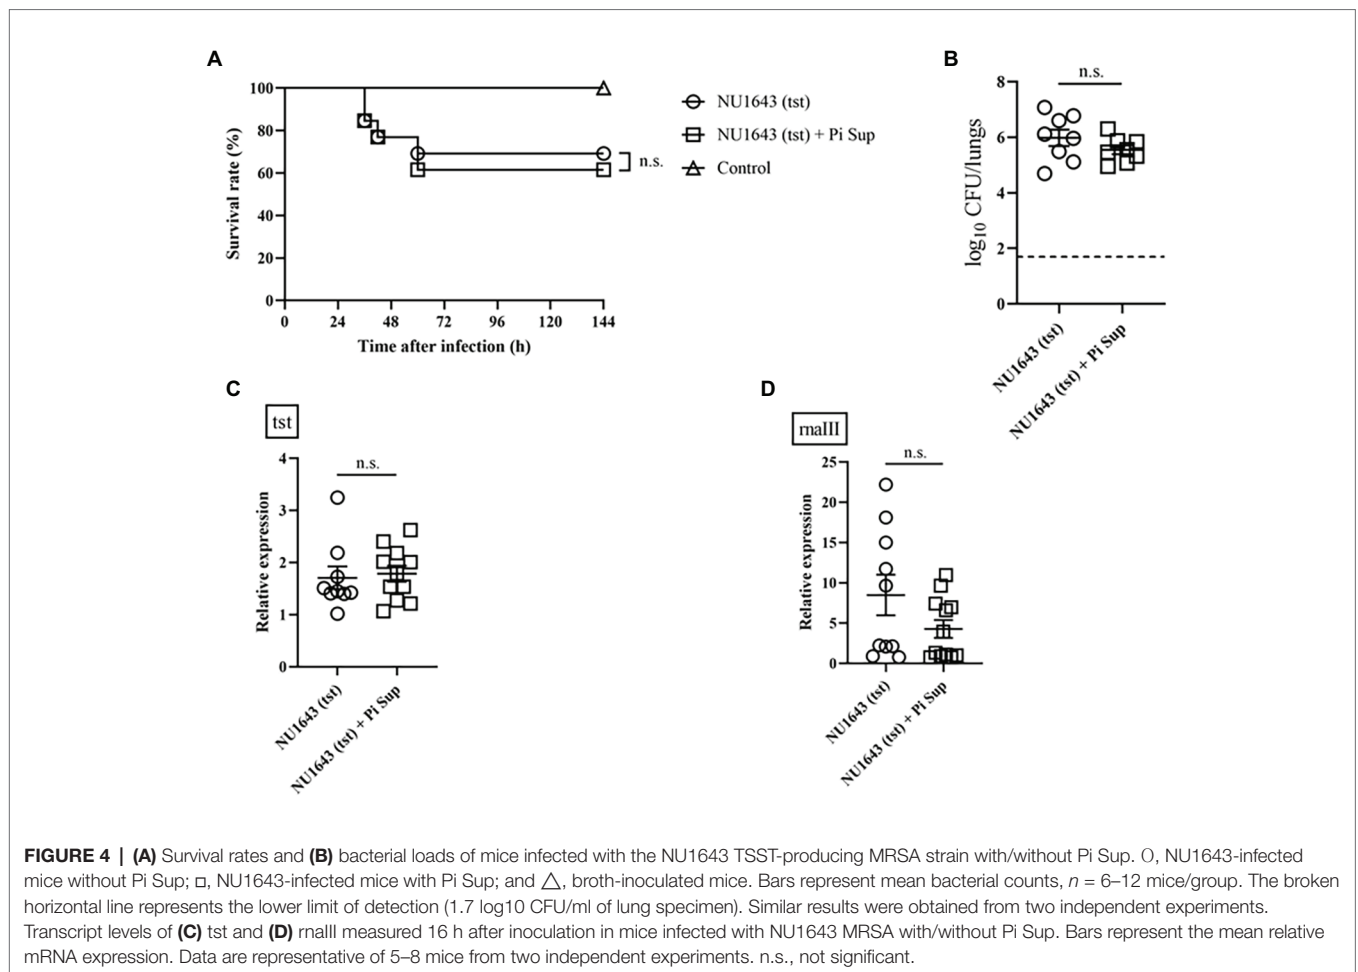 A
100
80
60
40
20
0
Survival rate (%)
0 24 48 72 96 120 144
Time after infection (h)
n.s.
NU1643 (tst)
NU1643 (tst) + Pi Sup
Control
B
n.s.
8
6
4
2
0
log10 CFU/lungs
NU1643 (tst)
NU1643 (tst) + Pi Sup
C
tst
n.s.
4
3
2
1
0
Relative expression
NU1643 (tst)
NU1643 (tst) + Pi Sup
D
rnaIII
n.s.
25
20
15
10
5
0
Relative expression
NU1643 (tst)
NU1643 (tst) + Pi Sup
FIGURE 4 | (A) Survival rates and (B) bacterial loads of mice infected with the NU1643 TSST-producing MRSA strain with/without Pi Sup. O, NU1643-infected
mice without Pi Sup; □, NU1643-infected mice with Pi Sup; and △, broth-inoculated mice. Bars represent mean bacterial counts, n = 6–12 mice/group. The broken
horizontal line represents the lower limit of detection (1.7 log10 CFU/ml of lung specimen). Similar results were obtained from two independent experiments.
Transcript levels of (C) tst and (D) rnaIII measured 16 h after inoculation in mice infected with NU1643 MRSA with/without Pi Sup. Bars represent the mean relative
mRNA expression. Data are representative of 5–8 mice from two independent experiments. n.s., not significant.